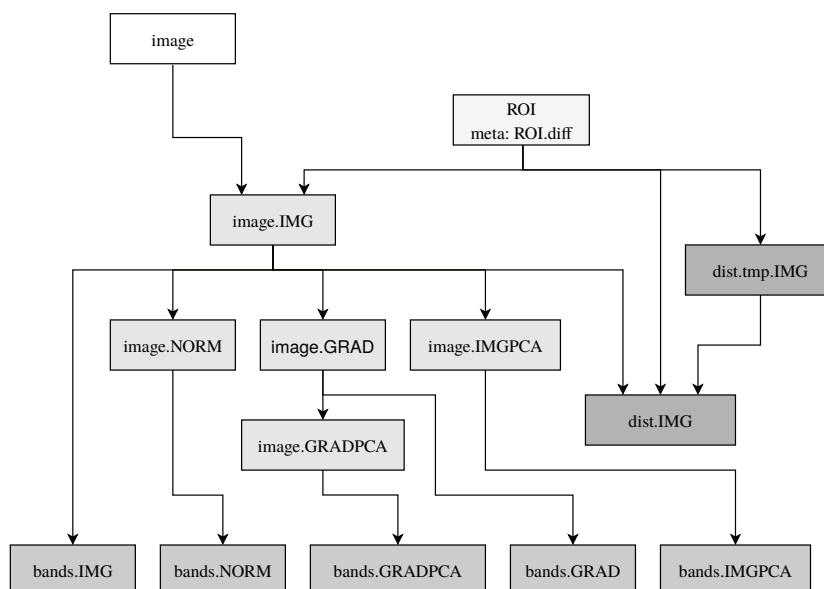 image
ROI
meta: ROI.diff
image.IMG
dist.tmp.IMG
image.NORM
image.GRAD
image.IMGPCA
dist.IMG
image.GRADPCA
bands.IMG
bands.NORM
bands.GRADPCA
bands.GRAD
bands.IMGPCA